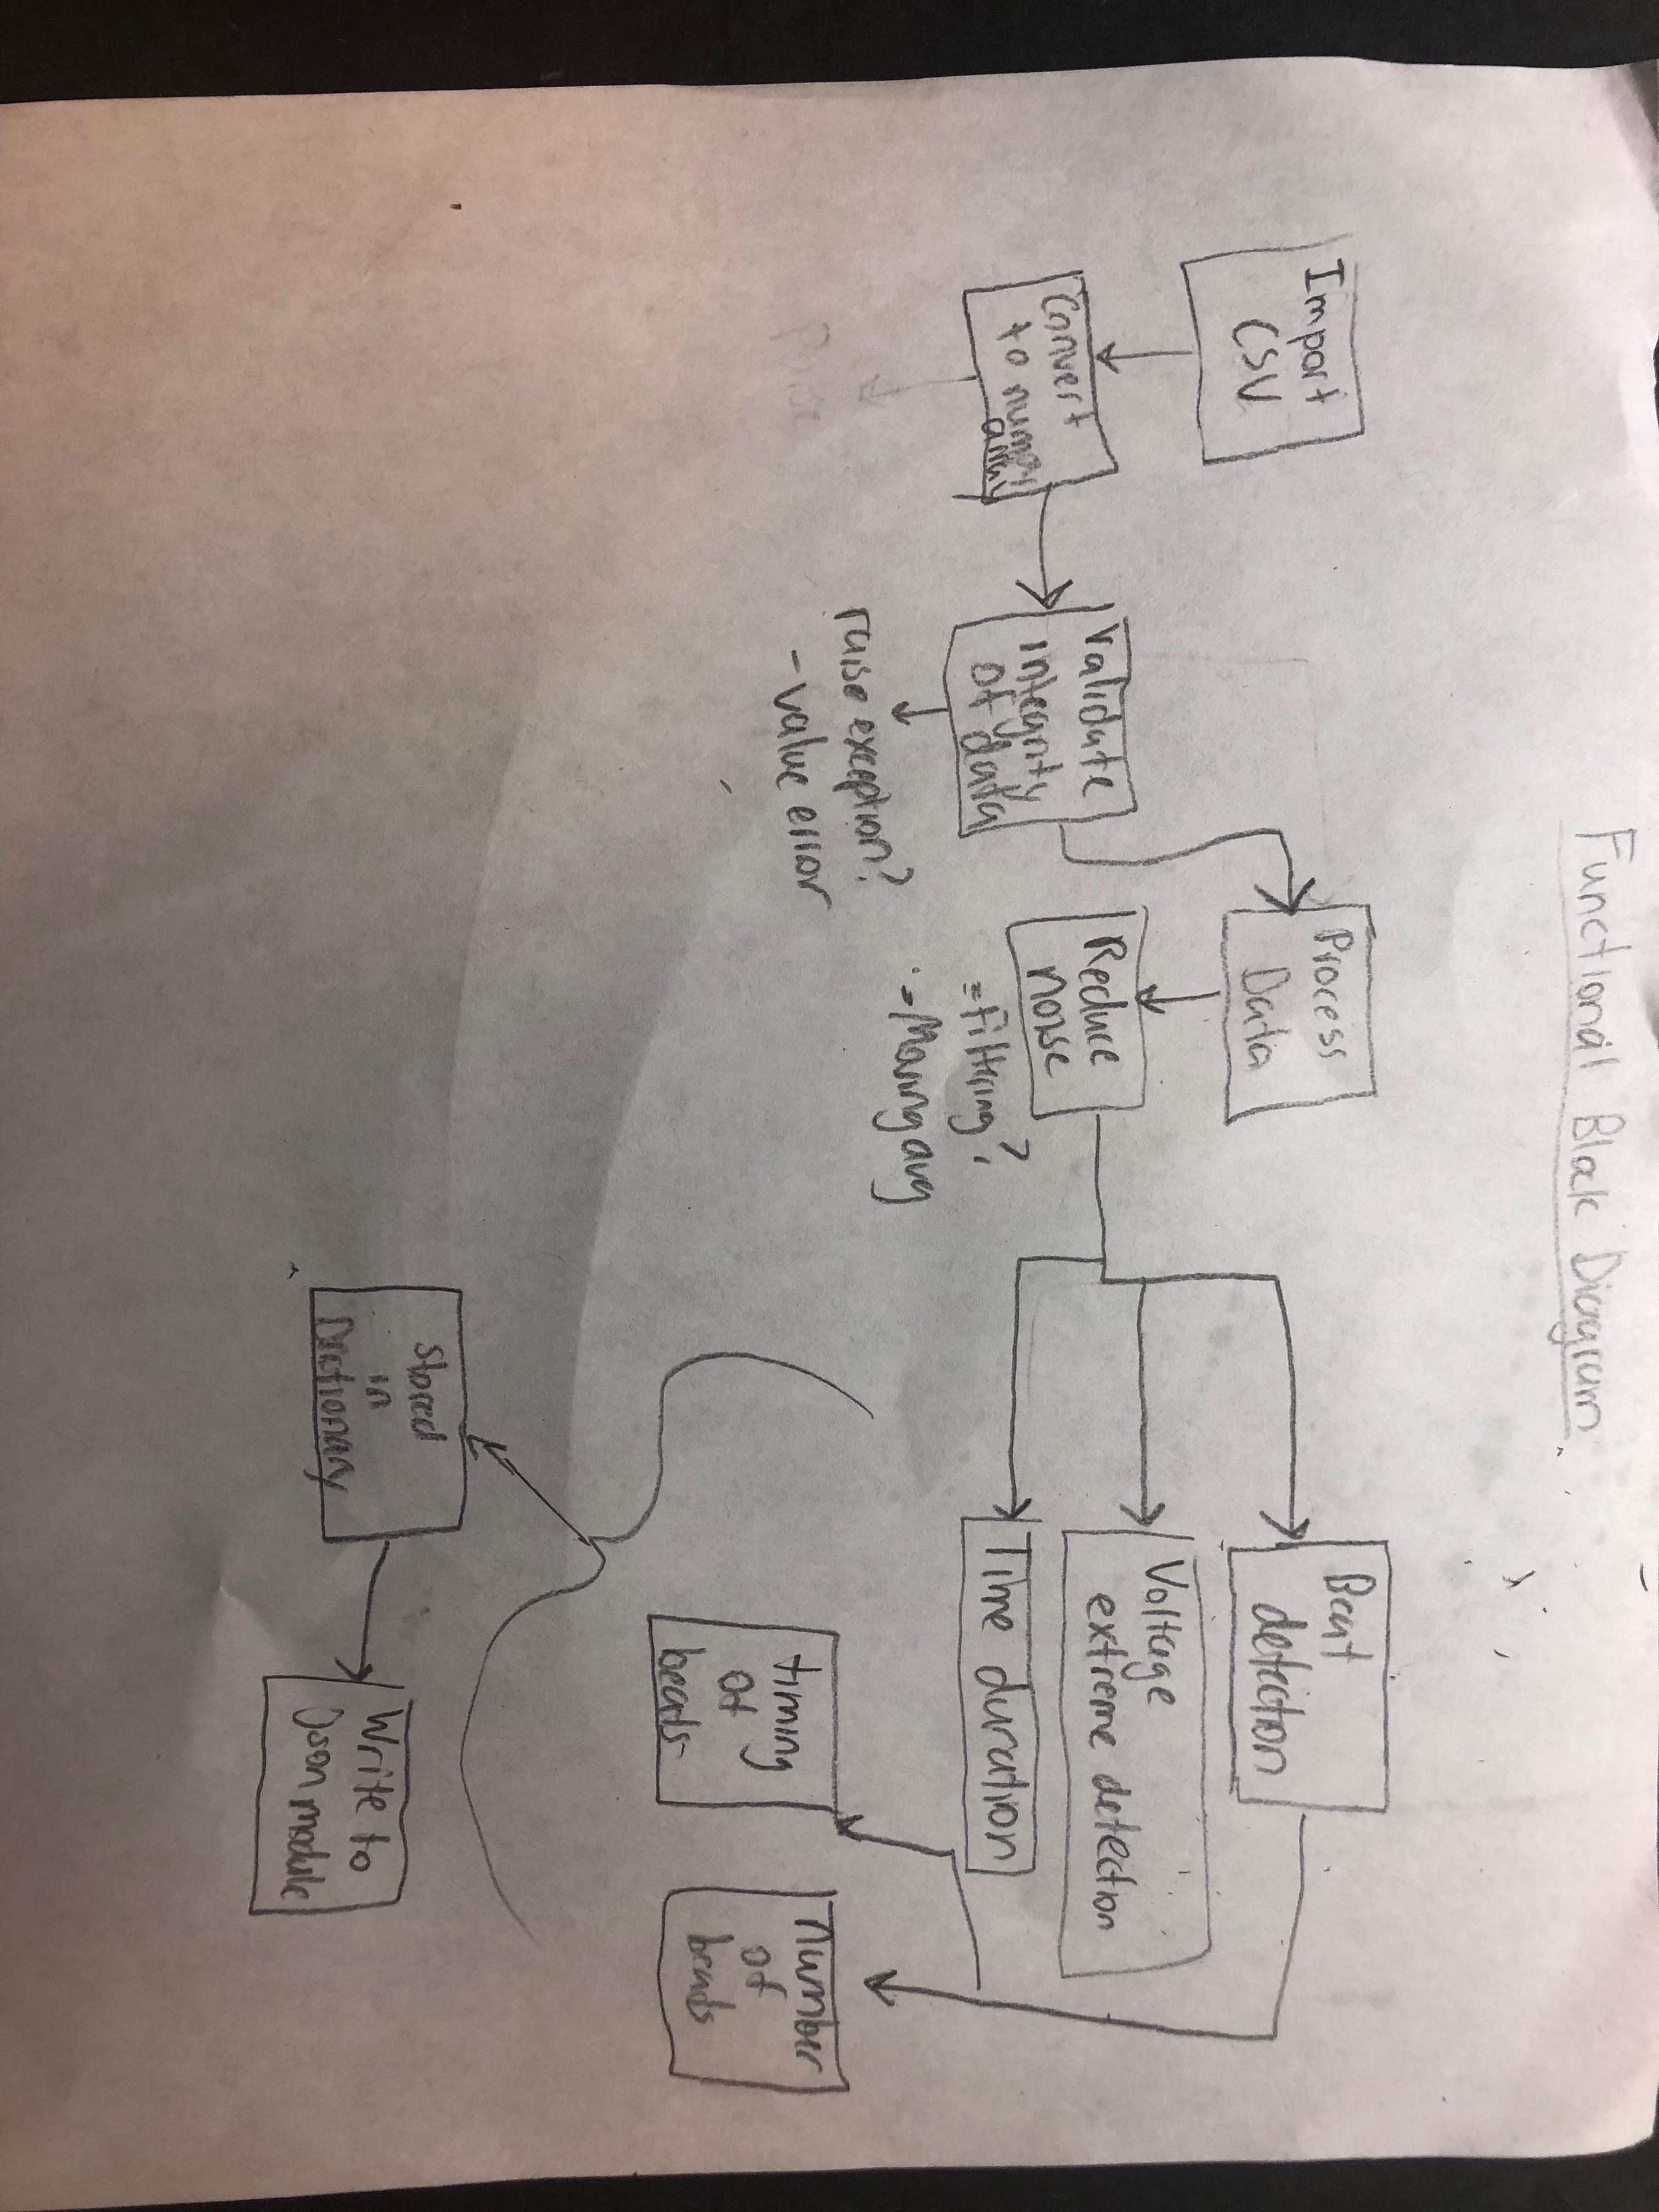 Functional Block Diagram
Import
CSV
Convert
to numpy
array
Validate
integrity
of data
raise exception?
- value error
Process
Data
Reduce
noise
= filtering?
= Moving avg
Beat
detection
Voltage
extreme detection
Time duration
timing
of
beats
Number
of
beats
stored
in
Dictionary
Write to
Json module